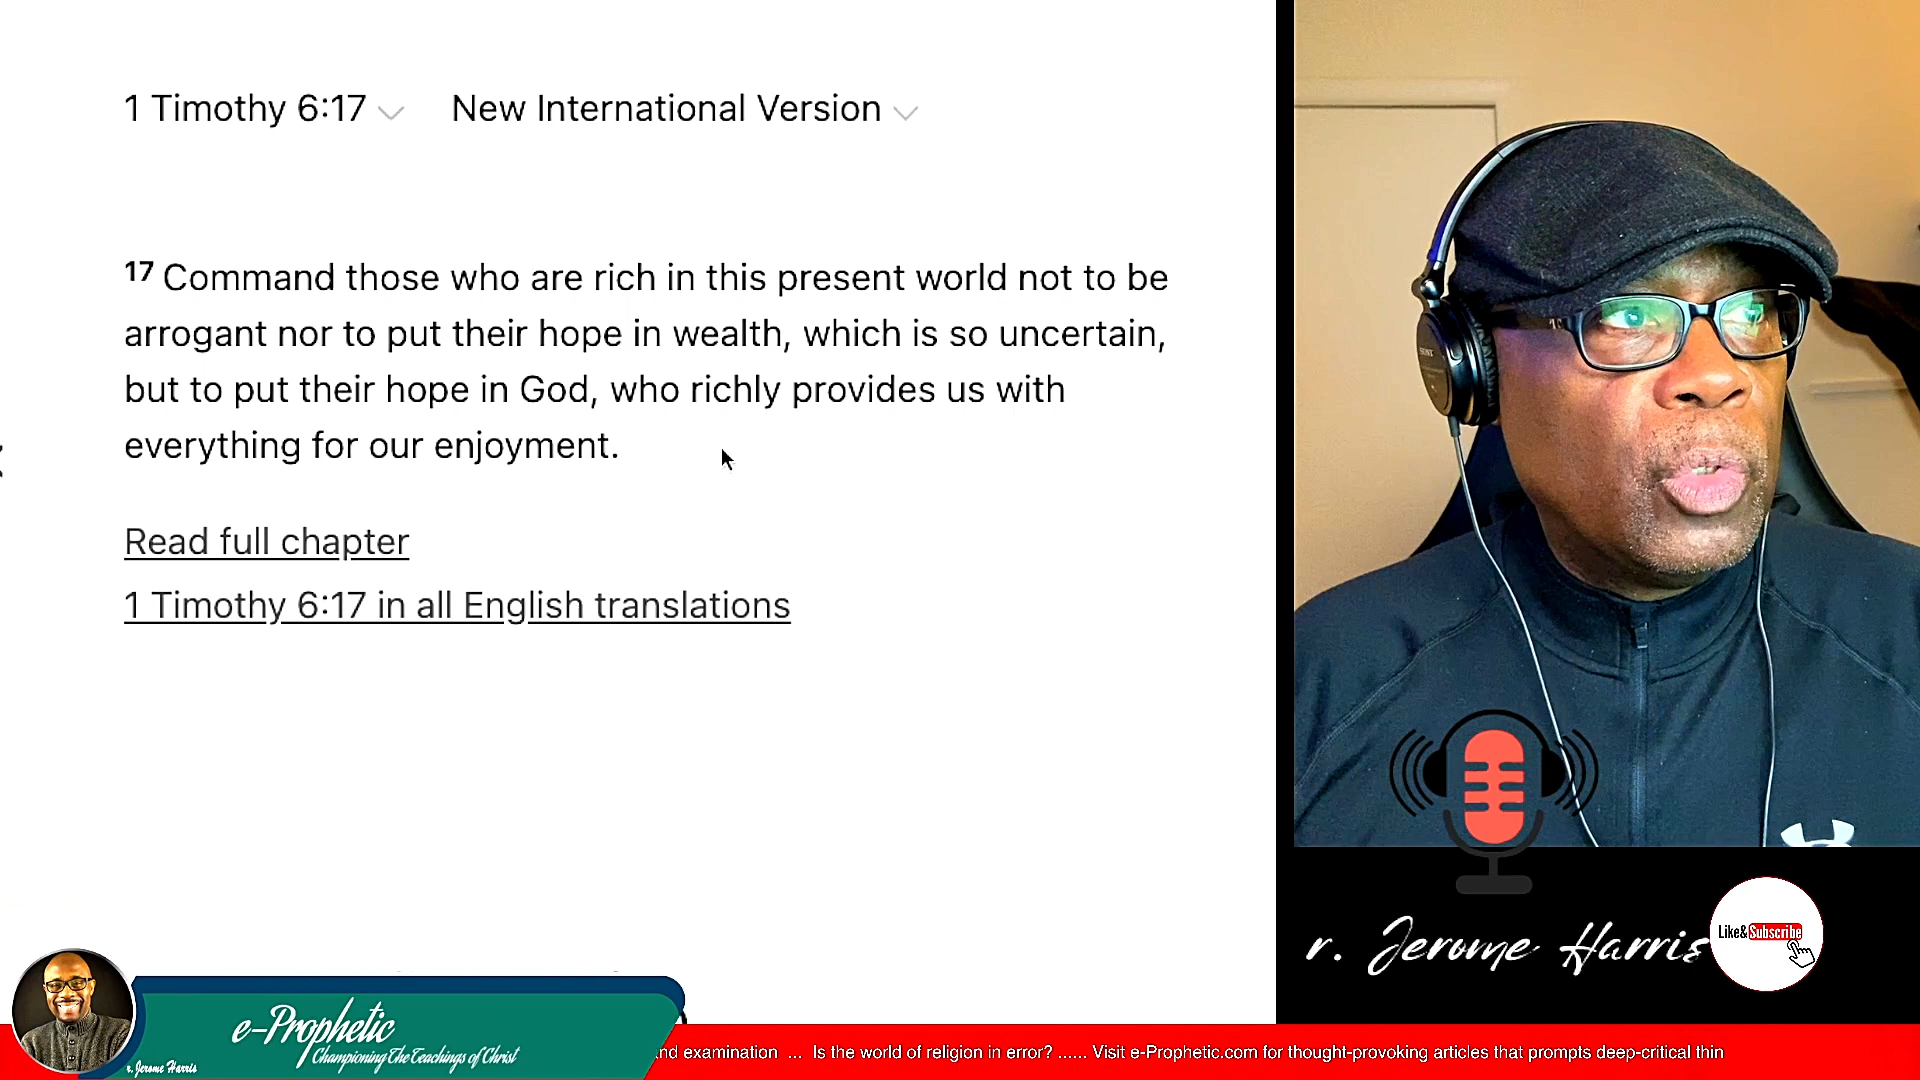 1 Timothy 6:17 New International Version
17 Command those who are rich in this present world not to be
arrogant nor to put their hope in wealth, which is so uncertain,
but to put their hope in God, who richly provides us with
everything for our enjoyment.
Read full chapter
1 Timothy 6:17 in all English translations
SONY
r. Jerome Harris
Like& Subscribe
e-Prophetic
Championing The Teachings of Christ
r. Jerome Harris
nd examination ... Is the world of religion in error? ...... Visit e-Prophetic.com for thought-provoking articles that prompts deep-critical thin